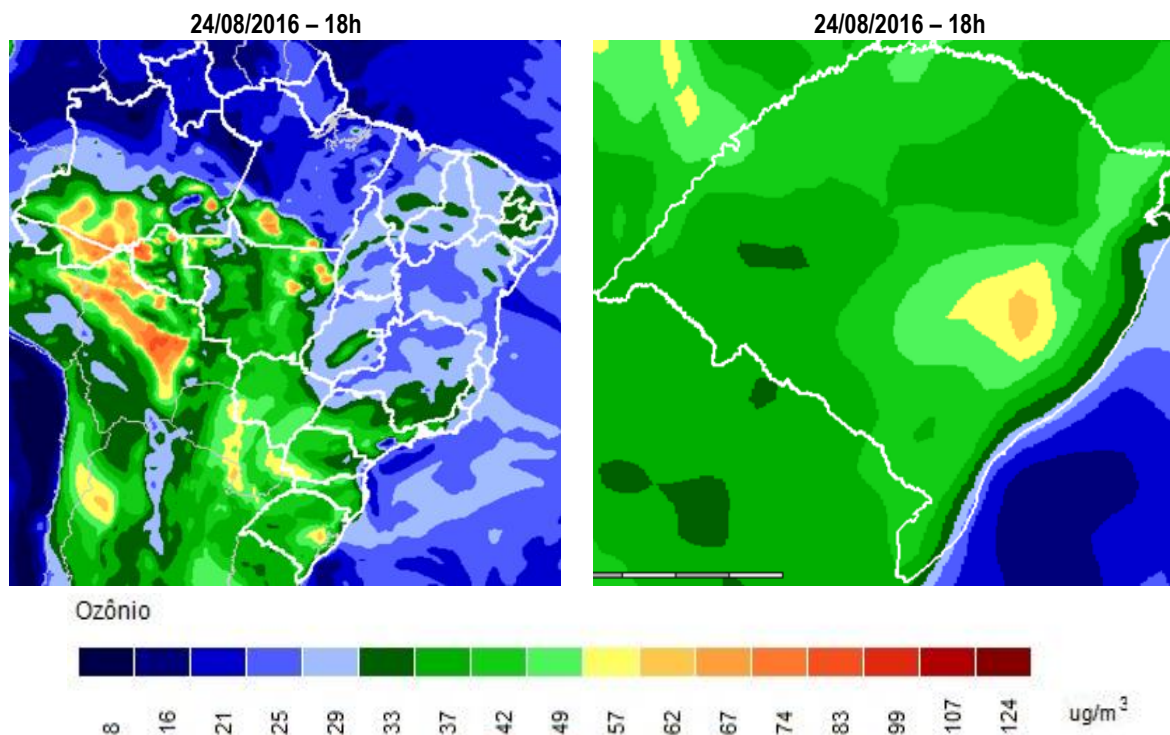 24/08/2016 – 18h
24/08/2016 – 18h
Ozônio
8 16 21 25 29 33 37 42 49 57 62 67 74 83 99 107 124 ug/m³